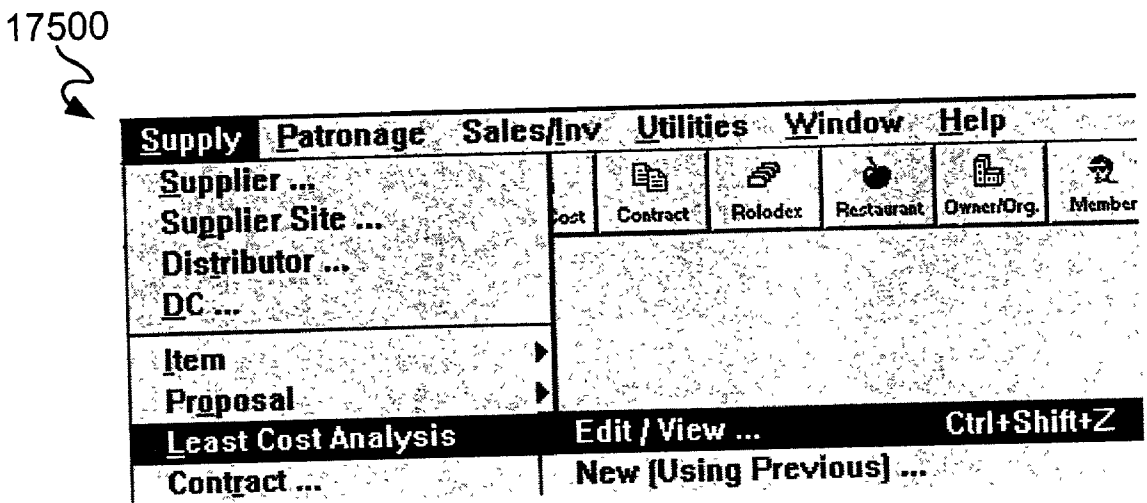 17500
Supply Patronage Sales/Inv Utilities Window Help
Supplier ...
Supplier Site ...
Distributor ...
DC ...
Cost Contract Rolodex Restaurant Owner/Org. Member
Item
Proposal
Least Cost Analysis Edit / View ... Ctrl+Shift+Z
Contract ... New (Using Previous) ...